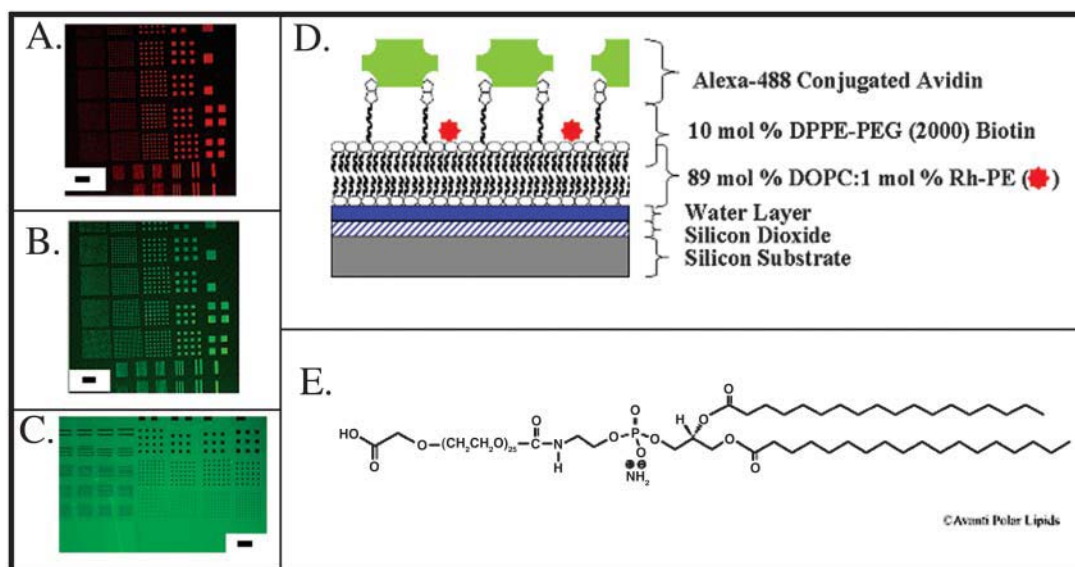 A.
B.
C.
D.
Alexa-488 Conjugated Avidin
10 mol % DPPE-PEG (2000) Biotin
89 mol % DOPC:1 mol % Rh-PE ( )
Water Layer
Silicon Dioxide
Silicon Substrate
E.
HO
O
O
(CH₂CH₂O)₂₅
O
C
N
H
O
O
P
O
O
⊕ ⊖
NH₂
H
O
O
O
O
©Avanti Polar Lipids